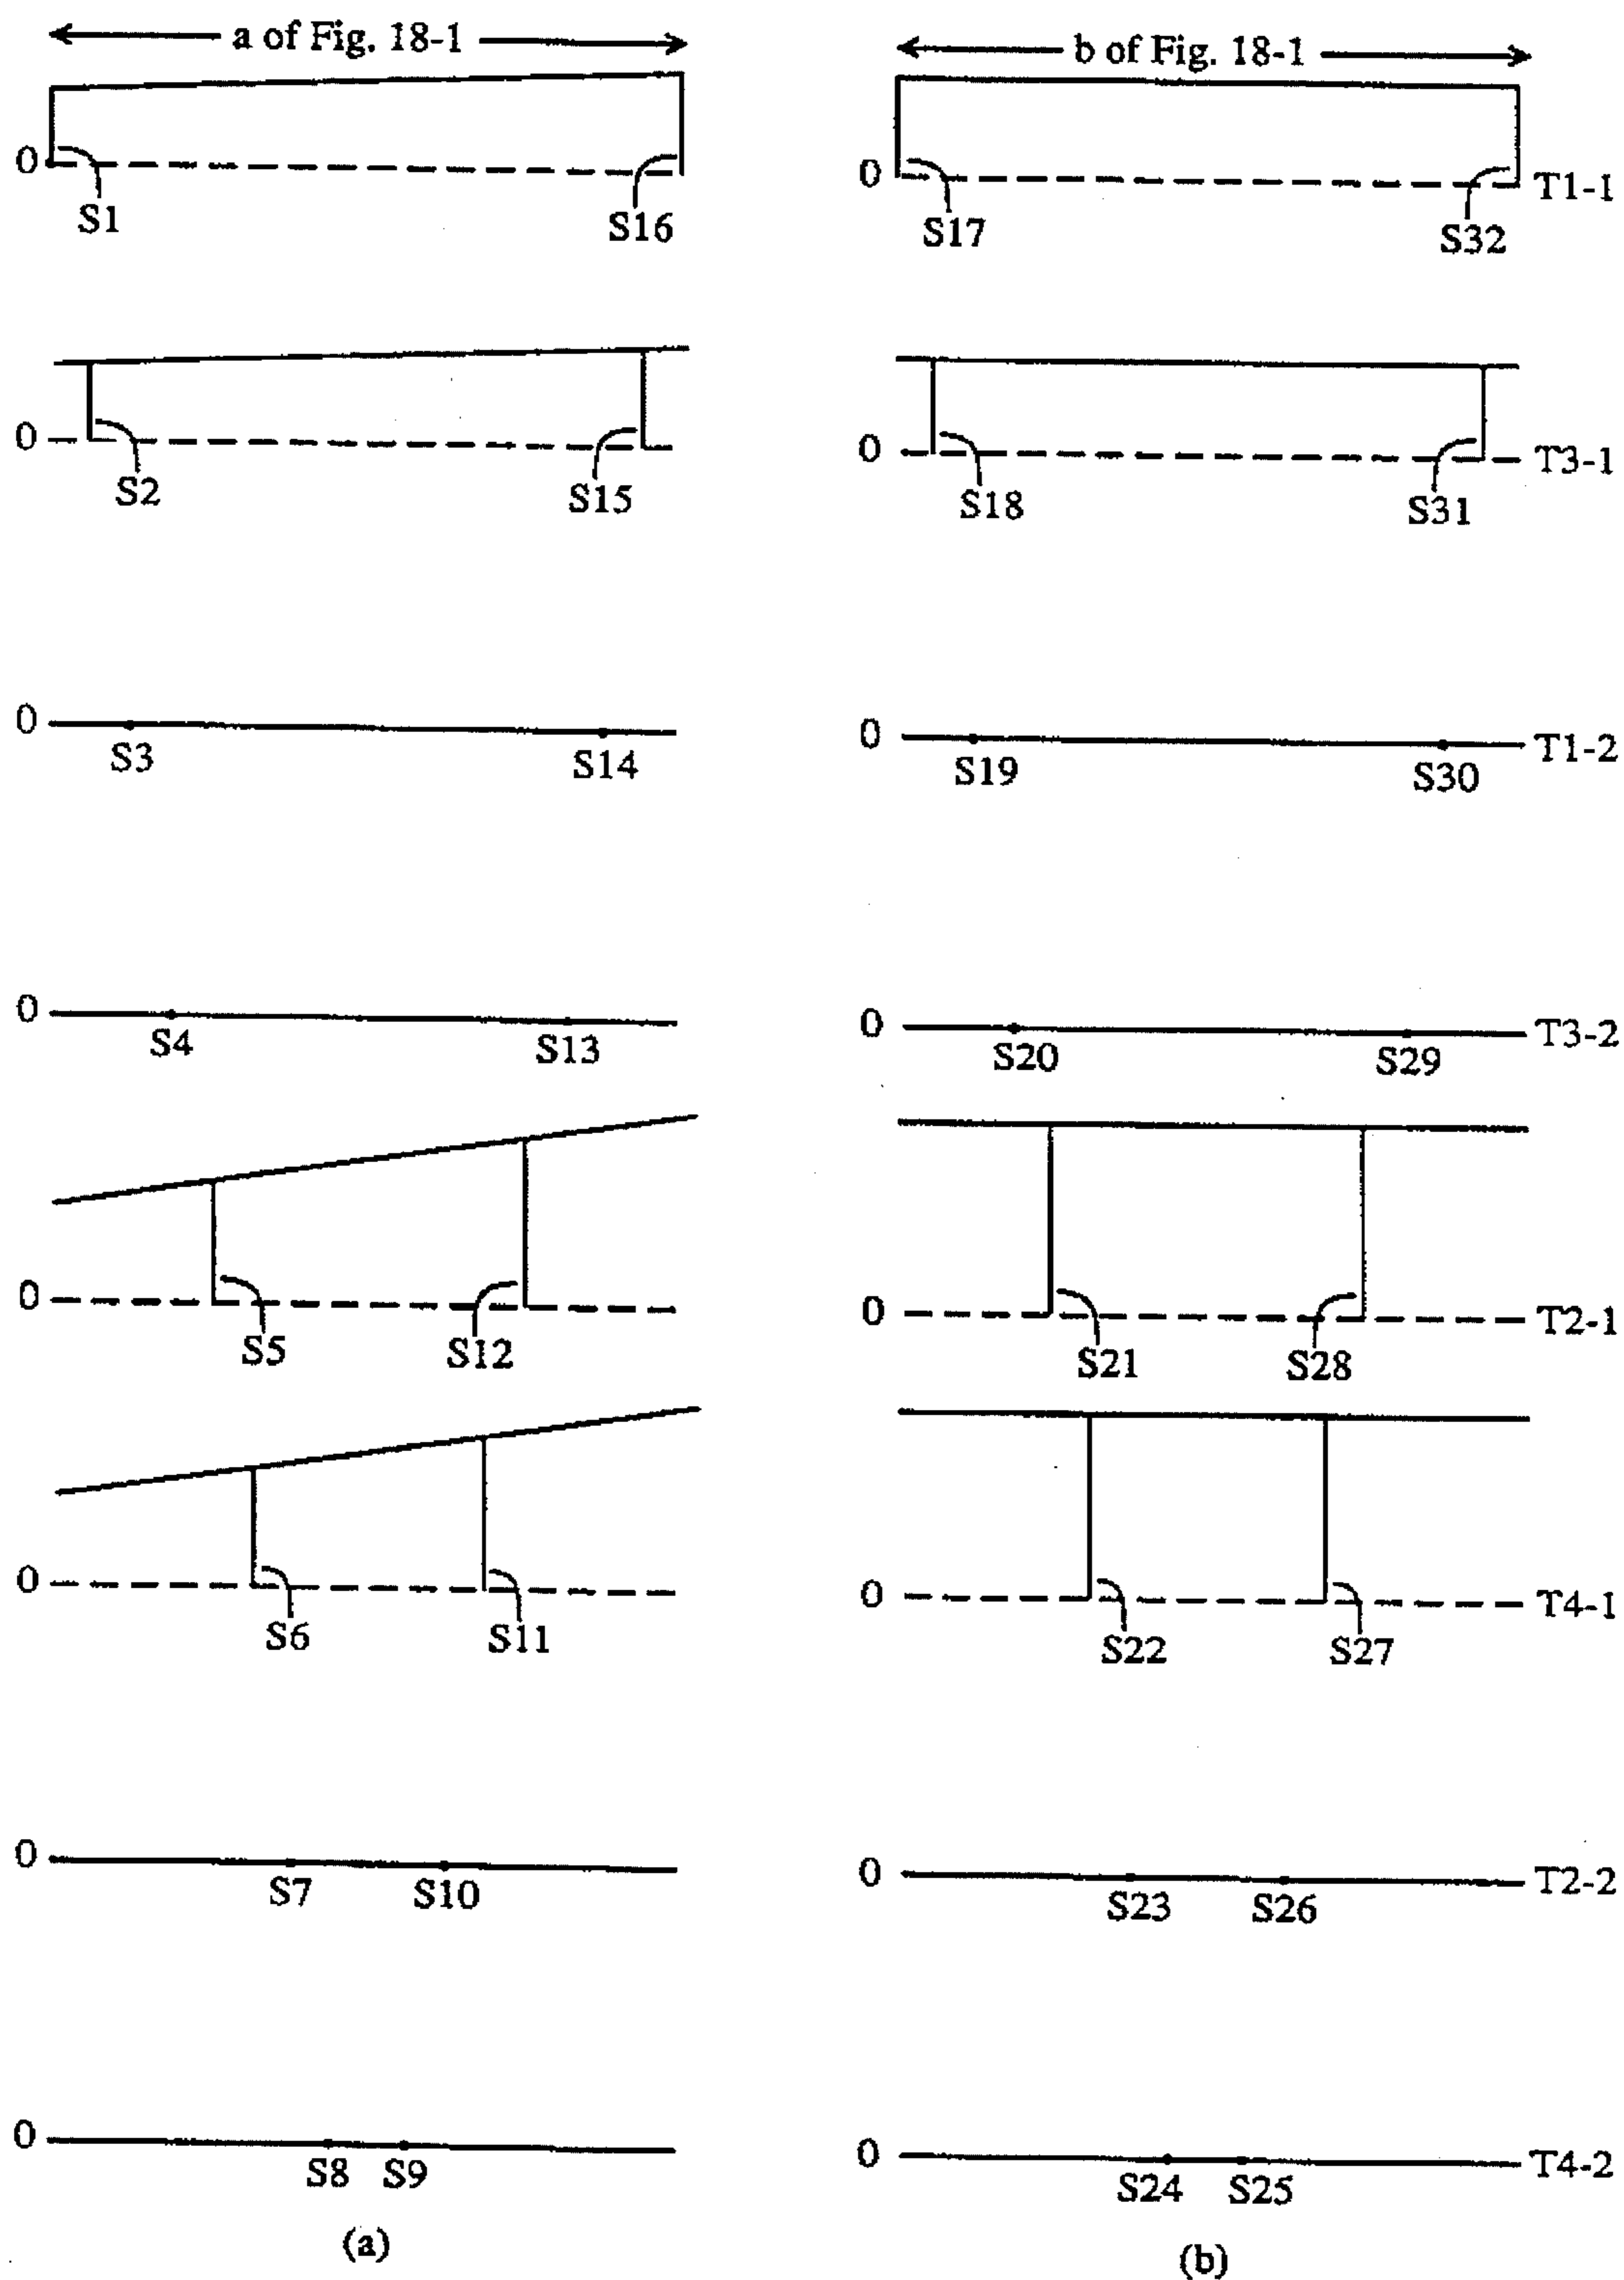 a of Fig. 18-1
b of Fig. 18-1
0
S1
S16
0
S17
S32
T1-1
0
S2
S15
0
S18
S31
T3-1
0
S3
S14
0
S19
S30
T1-2
0
S4
S13
0
S20
S29
T3-2
0
S5
S12
0
S21
S28
T2-1
0
S6
S11
0
S22
S27
T4-1
0
S7
S10
0
S23
S26
T2-2
0
S8
S9
0
S24
S25
T4-2
(a)
(b)